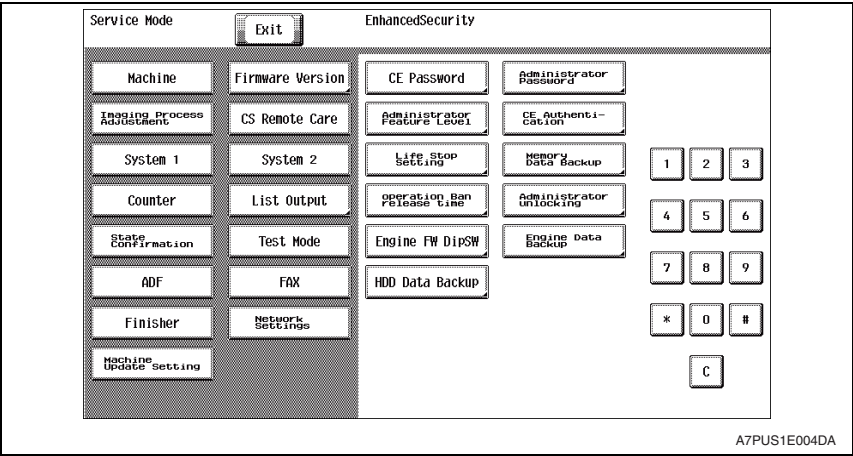 Service Mode
Exit
EnhancedSecurity
Machine
Firmware Version
Imaging Process
Adjustment
CS Remote Care
System 1
System 2
Counter
List Output
State
Confirmation
Test Mode
ADF
FAX
Finisher
Network
Settings
Machine
Update Setting
CE Password
Administrator
Password
Administrator
Feature Level
CE Authenti-
cation
Life Stop
Setting
Memory
Data Backup
operation Ban
release time
Administrator
unlocking
Engine FW DipSW
Engine Data
Backup
HDD Data Backup
1 2 3
4 5 6
7 8 9
* 0 #
C
A7PUS1E004DA